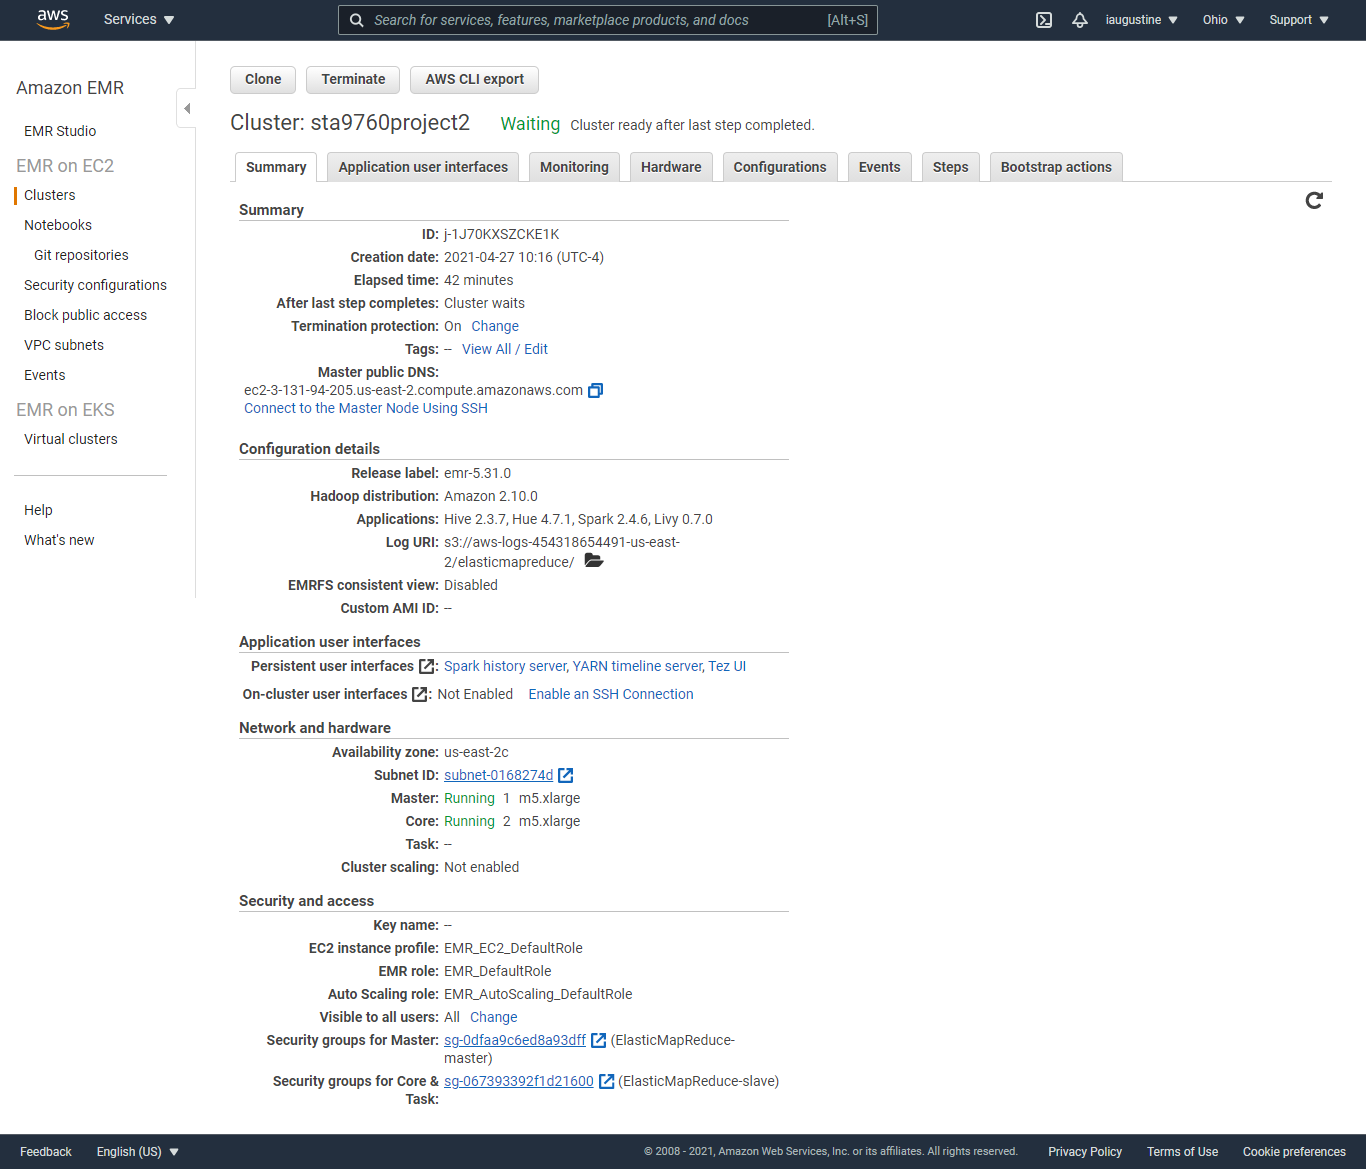 aws Services Search for services, features, marketplace products, and docs [Alt+S] iaugustine Ohio Support
Amazon EMR
EMR Studio
EMR on EC2
Clusters
Notebooks
Git repositories
Security configurations
Block public access
VPC subnets
Events
EMR on EKS
Virtual clusters
Help
What's new
Clone Terminate AWS CLI export
Cluster: sta9760project2 Waiting Cluster ready after last step completed.
Summary Application user interfaces Monitoring Hardware Configurations Events Steps Bootstrap actions
Summary
ID: j-1J70KXSZCKE1K
Creation date: 2021-04-27 10:16 (UTC-4)
Elapsed time: 42 minutes
After last step completes: Cluster waits
Termination protection: On Change
Tags: -- View All / Edit
Master public DNS:
ec2-3-131-94-205.us-east-2.compute.amazonaws.com
Connect to the Master Node Using SSH
Configuration details
Release label: emr-5.31.0
Hadoop distribution: Amazon 2.10.0
Applications: Hive 2.3.7, Hue 4.7.1, Spark 2.4.6, Livy 0.7.0
Log URI: s3://aws-logs-454318654491-us-east-
2/elasticmapreduce/
EMRFS consistent view: Disabled
Custom AMI ID: --
Application user interfaces
Persistent user interfaces : Spark history server, YARN timeline server, Tez UI
On-cluster user interfaces : Not Enabled Enable an SSH Connection
Network and hardware
Availability zone: us-east-2c
Subnet ID: subnet-0168274d
Master: Running 1 m5.xlarge
Core: Running 2 m5.xlarge
Task: --
Cluster scaling: Not enabled
Security and access
Key name: --
EC2 instance profile: EMR_EC2_DefaultRole
EMR role: EMR_DefaultRole
Auto Scaling role: EMR_AutoScaling_DefaultRole
Visible to all users: All Change
Security groups for Master: sg-0dfaa9c6ed8a93dff (ElasticMapReduce-
master)
Security groups for Core & sg-067393392f1d21600 (ElasticMapReduce-slave)
Task:
Feedback English (US) © 2008 - 2021, Amazon Web Services, Inc. or its affiliates. All rights reserved. Privacy Policy Terms of Use Cookie preferences